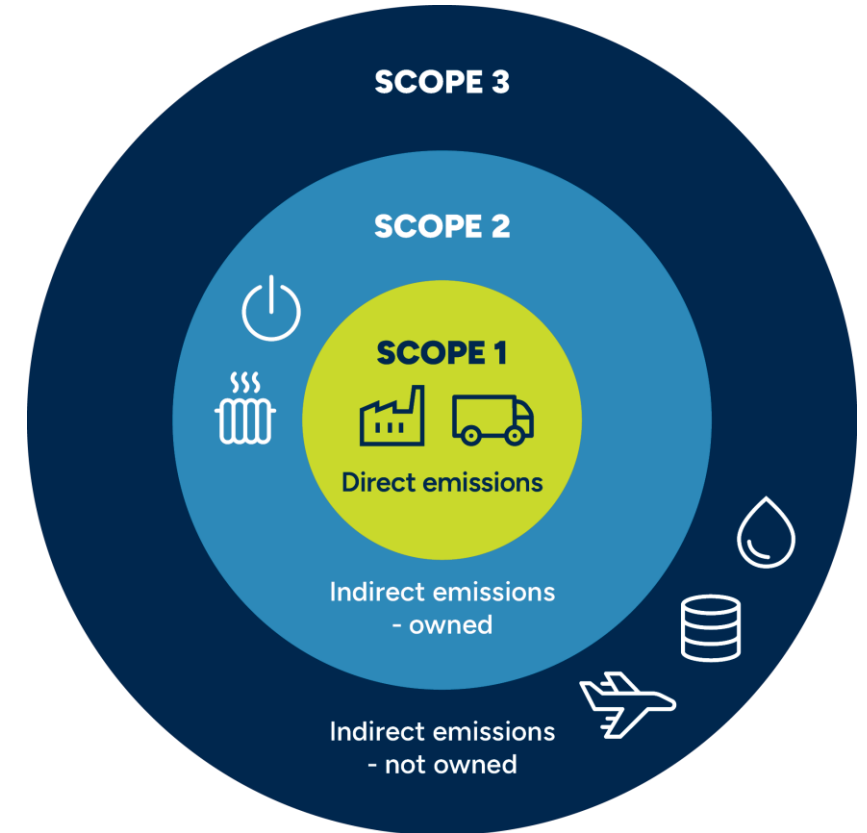 SCOPE 3
SCOPE 2
SCOPE 1
Direct emissions
Indirect emissions
- owned
Indirect emissions
- not owned